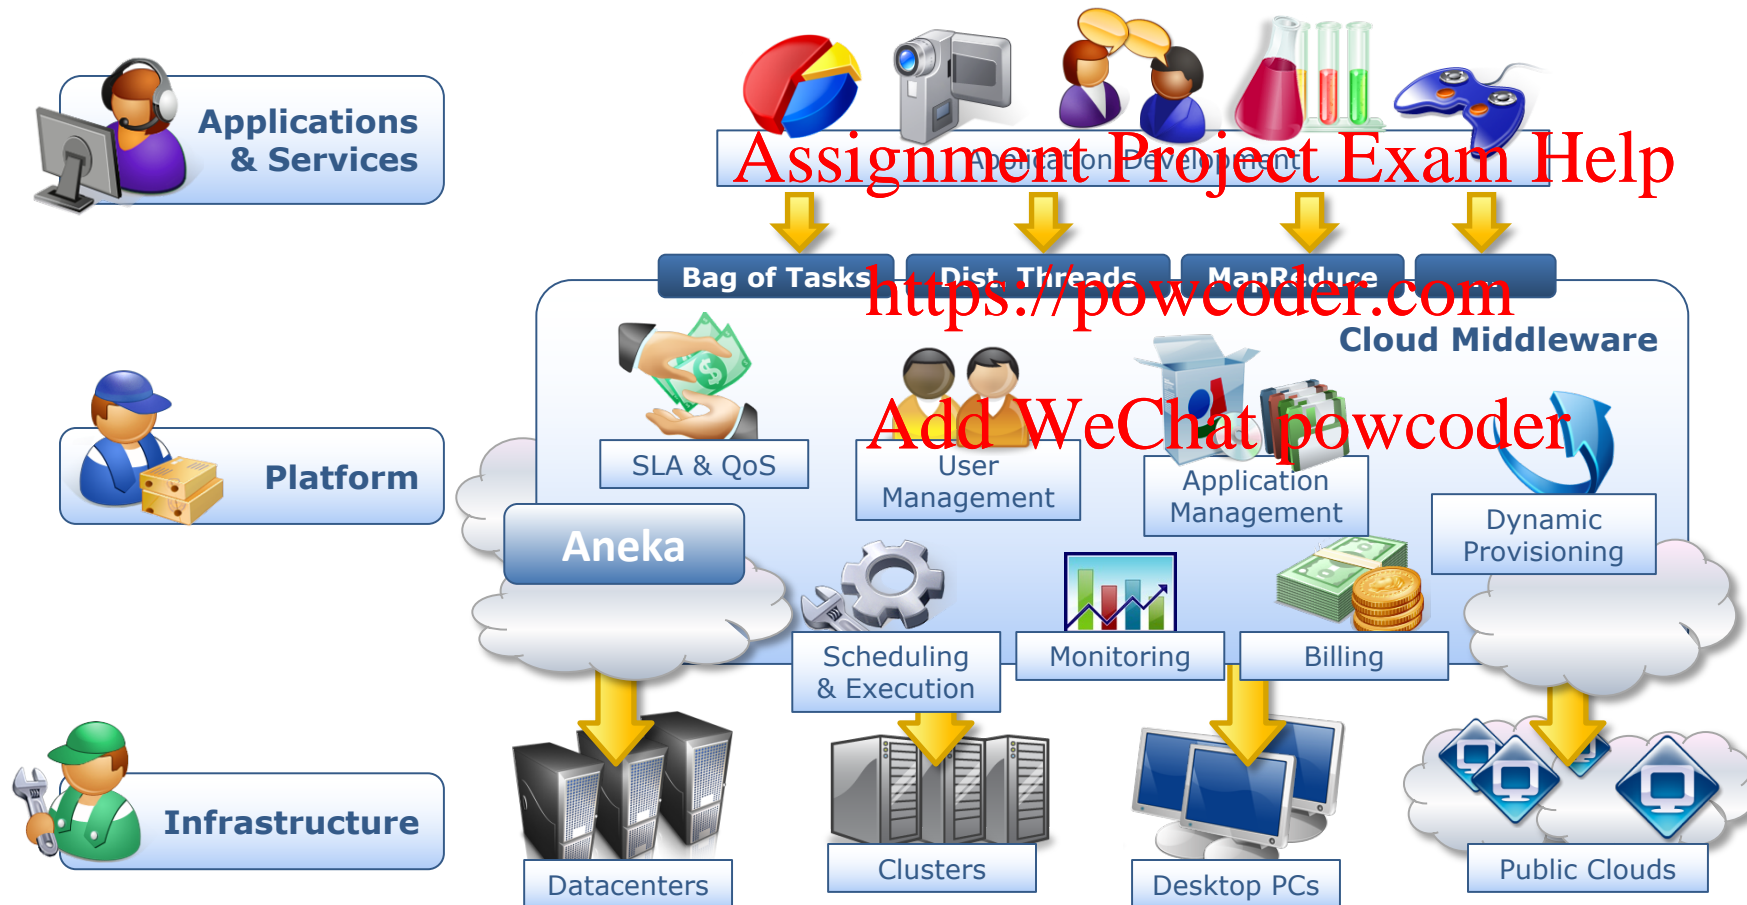 Applications
& Services
Application Development
Assignment Project Exam Help
Bag of Tasks
Dist. Threads
MapReduce
...
https://powcoder.com
Cloud Middleware
Add WeChat powcoder
Platform
SLA & QoS
User
Management
Application
Management
Dynamic
Provisioning
Aneka
Scheduling
& Execution
Monitoring
Billing
Infrastructure
Datacenters
Clusters
Desktop PCs
Public Clouds